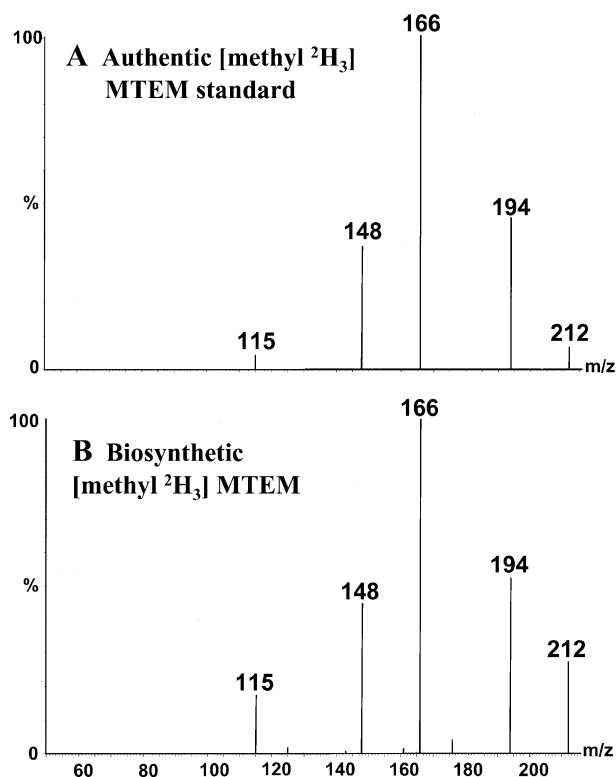 166
100
A Authentic [methyl ²H₃]
MTEM standard
194
%
148
212
115
0
m/z
166
100
B Biosynthetic
[methyl ²H₃] MTEM
194
%
148
212
115
0
m/z
60 80 100 120 140 160 180 200